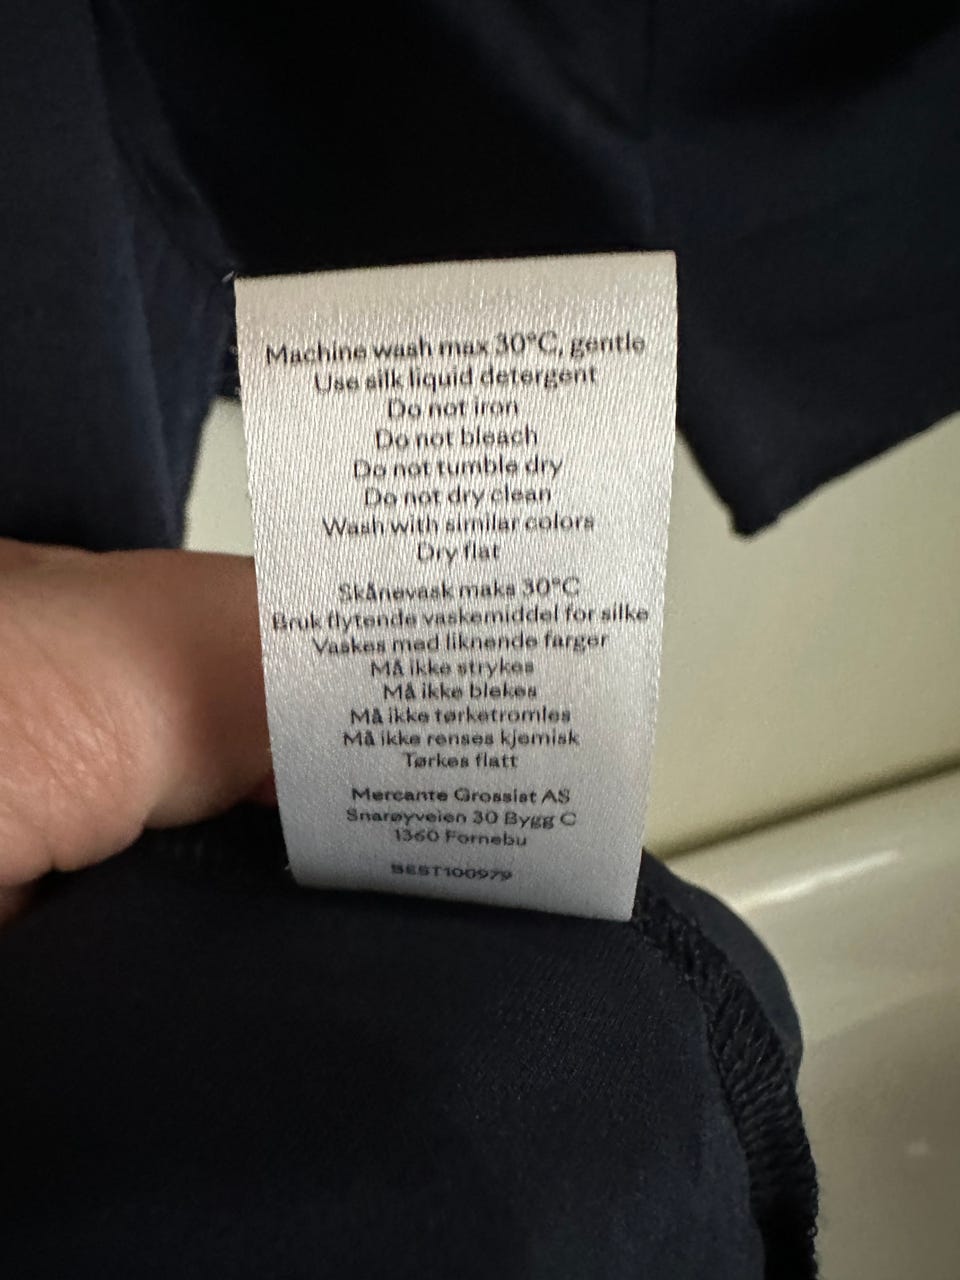 Machine wash max 30°C, gentle
Use silk liquid detergent
Do not iron
Do not bleach
Do not tumble dry
Do not dry clean
Wash with similar colors
Dry flat
Skånevask maks 30°C
Bruk flytende vaskemiddel for silke
Vaskes med liknende farger
Må ikke strykes
Må ikke blekes
Må ikke tørketromles
Må ikke renses kjemisk
Tørkes flatt
Mercante Grossist AS
Snarøyveien 30 Bygg C
1360 Fornebu
BEST100979